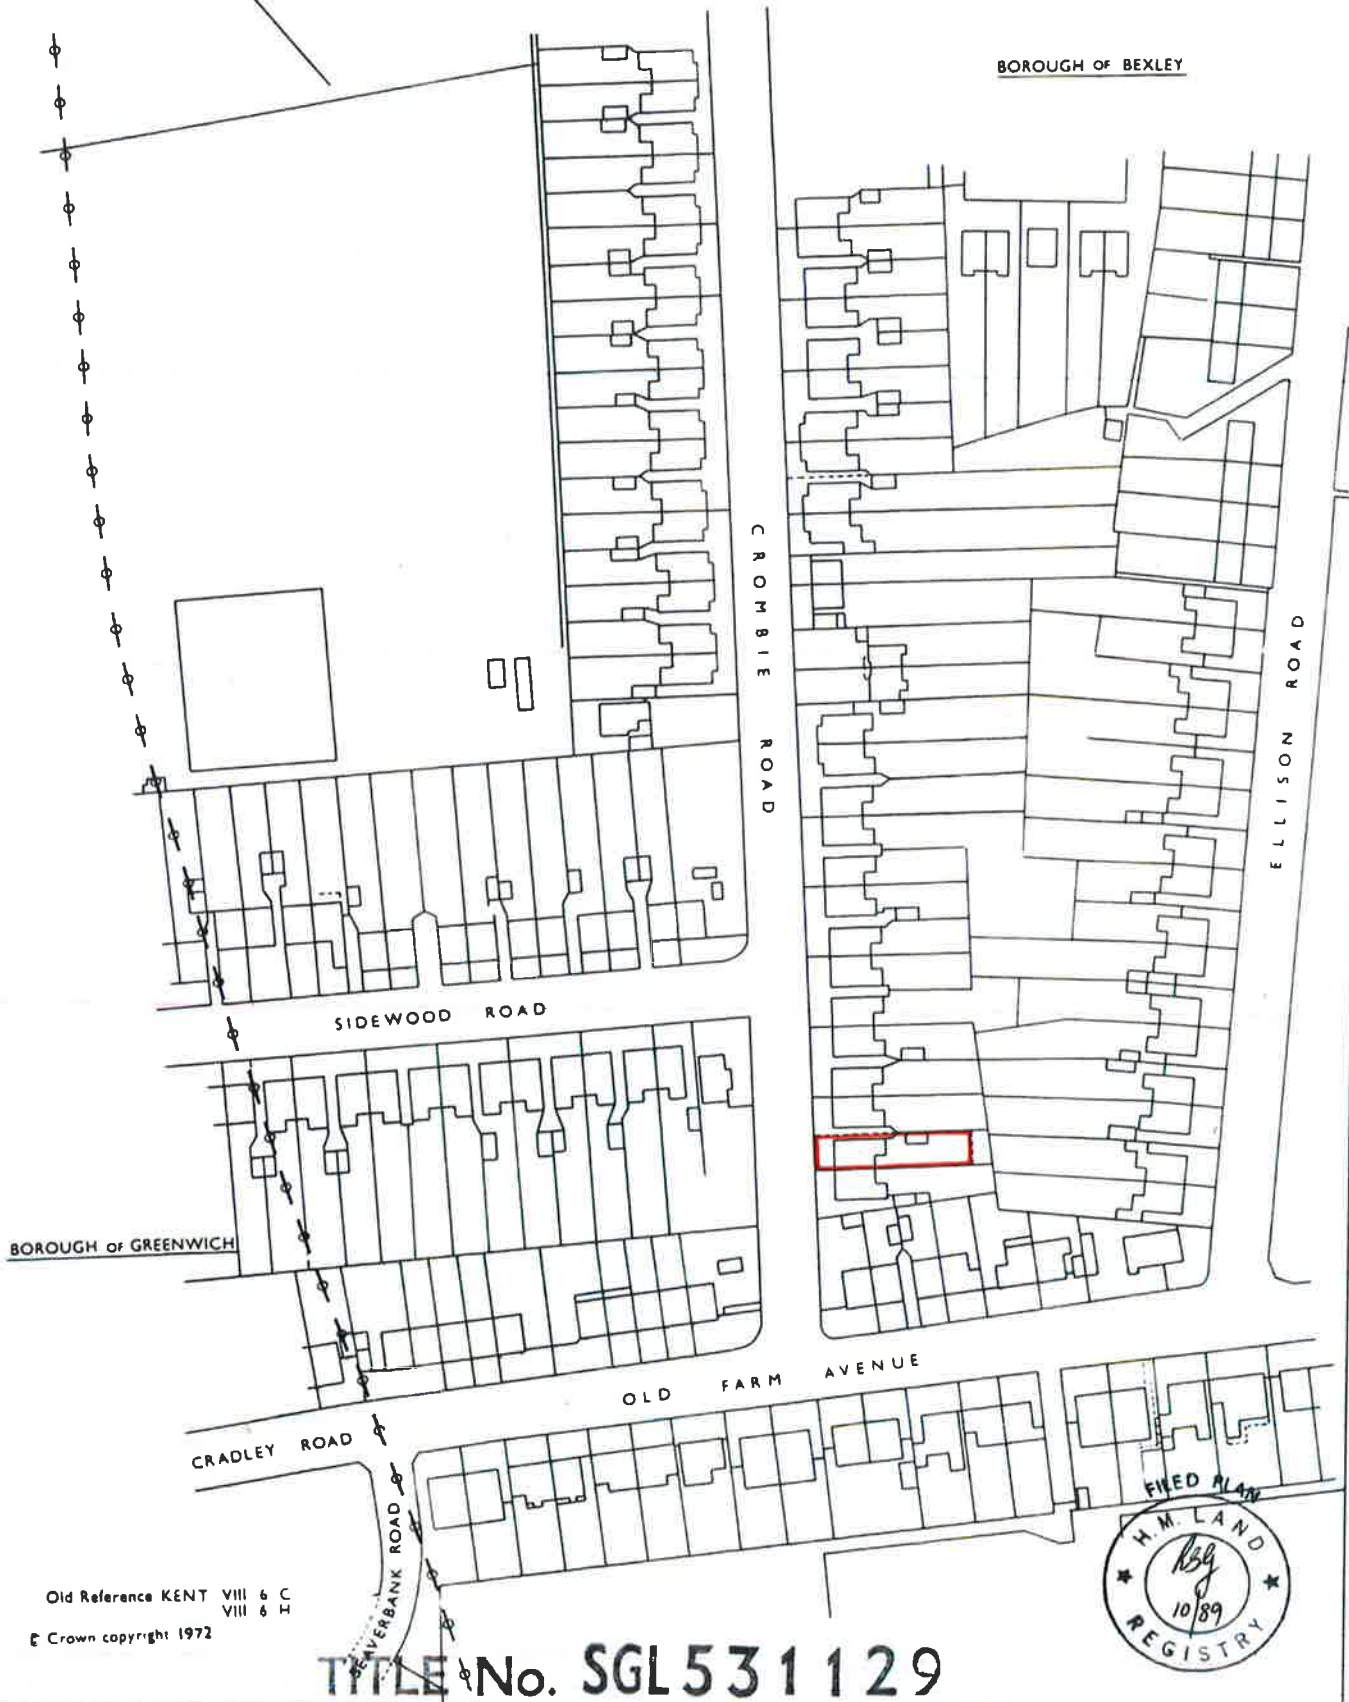 BOROUGH OF BEXLEY
CROMBIE ROAD
ELLISON ROAD
SIDEWOOD ROAD
BOROUGH OF GREENWICH
OLD FARM AVENUE
CRADLEY ROAD
BEAVERBANK ROAD
FILED PLAN
H.M. LAND
10/89
REGISTRY
Old Reference KENT VIII 6 C
VIII 6 H
Crown copyright 1972
TITLE No. SGL531129